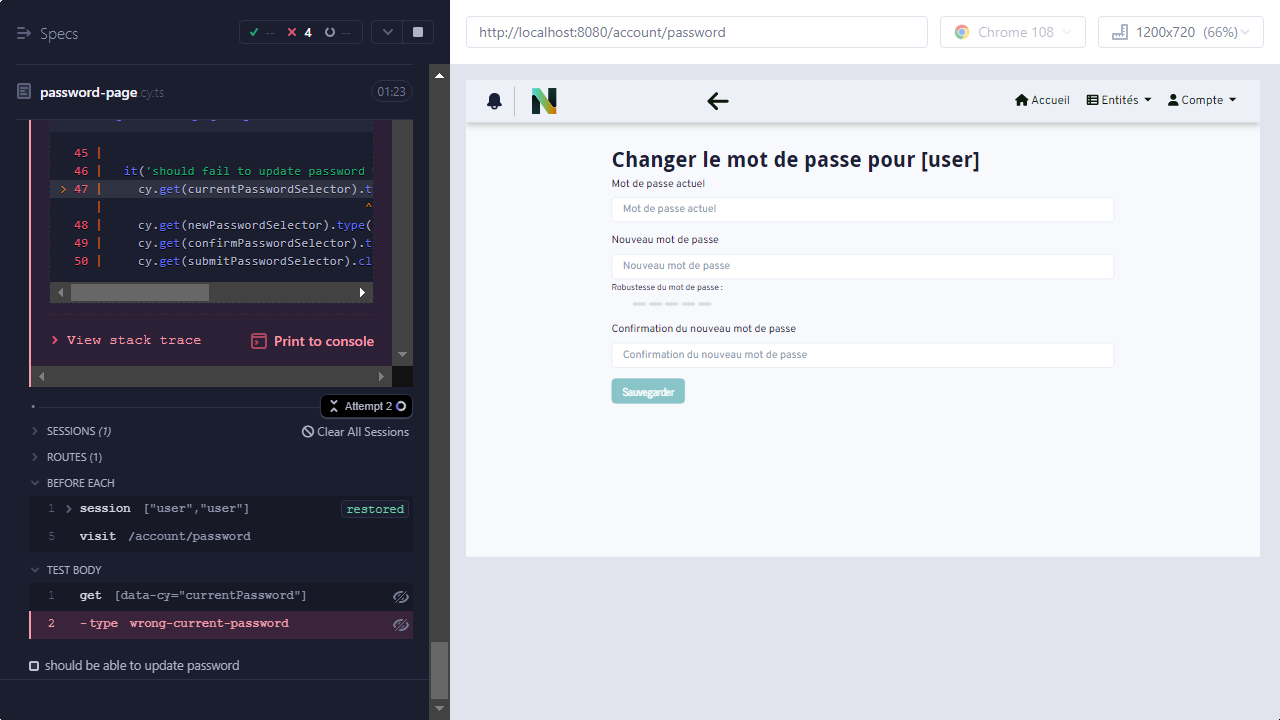 Specs
-- 4 --
password-page.cy.ts 01:23
45 |
46 | it('should fail to update password
> 47 | cy.get(currentPasswordSelector).t
| ^
48 | cy.get(newPasswordSelector).type(
49 | cy.get(confirmPasswordSelector).t
50 | cy.get(submitPasswordSelector).cl
View stack trace
Print to console
Attempt 2
SESSIONS (1)
Clear All Sessions
ROUTES (1)
BEFORE EACH
1 session ["user","user"] restored
5 visit /account/password
TEST BODY
1 get [data-cy="currentPassword"]
2 -type wrong-current-password
should be able to update password
http://localhost:8080/account/password
Chrome 108
1200x720 (66%)
Accueil
Entités
Compte
Changer le mot de passe pour [user]
Mot de passe actuel
Mot de passe actuel
Nouveau mot de passe
Nouveau mot de passe
Robustesse du mot de passe :
Confirmation du nouveau mot de passe
Confirmation du nouveau mot de passe
Sauvegarder